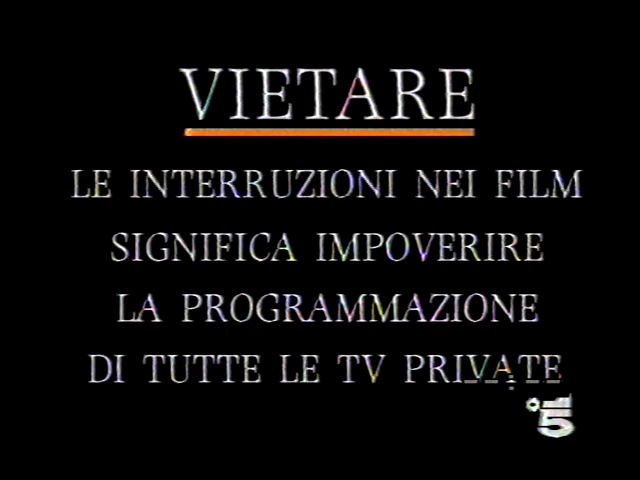 VIETARE
LE INTERRUZIONI NEI FILM
SIGNIFICA IMPOVERIRE
LA PROGRAMMAZIONE
DI TUTTE LE TV PRIVATE
5